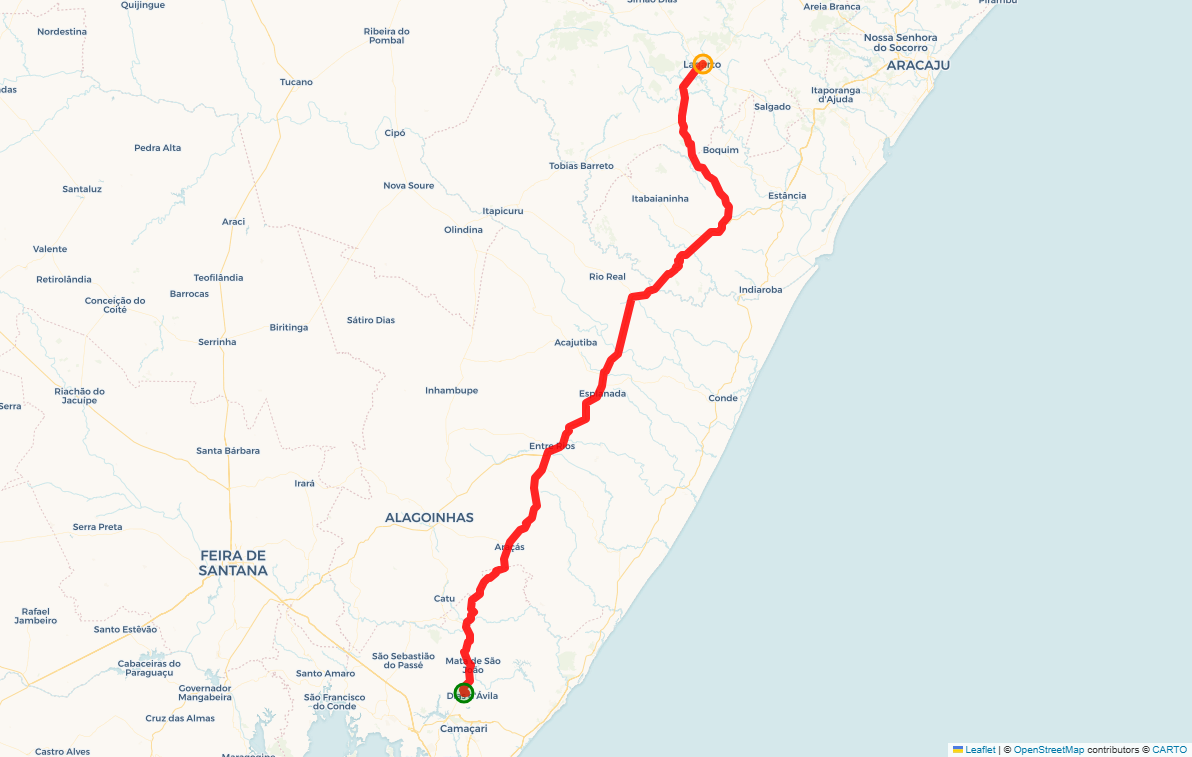 Quijingue
Simão Dias
Areia Branca
Pirambu
Nordestina
Ribeira do
Pombal
Nossa Senhora
do Socorro
ARACAJU
Tucano
Itaporanga
d'Ajuda
Salgado
Cipó
Pedra Alta
Boquim
Tobias Barreto
Santaluz
Nova Soure
Itabaianinha
Estância
Itapicuru
Araci
Olindina
Valente
Rio Real
Retirolândia
Teofilândia
Indiaroba
Conceição do
Coité
Barrocas
Sátiro Dias
Biritinga
Serrinha
Acajutiba
Riachão do
Jacuípe
Inhambupe
Esplanada
Conde
Serra
Entre Rios
Santa Bárbara
Irará
ALAGOINHAS
Serra Preta
Araçás
FEIRA DE
SANTANA
Catu
Rafael
Jambeiro
Santo Estêvão
São Sebastião
do Passé
Mata de São
João
Cabaceiras do
Paraguaçu
Santo Amaro
Governador
Mangabeira
São Francisco
do Conde
Dias d'Ávila
Cruz das Almas
Camaçari
Castro Alves
Maragogipe
Leaflet | © OpenStreetMap contributors © CARTO